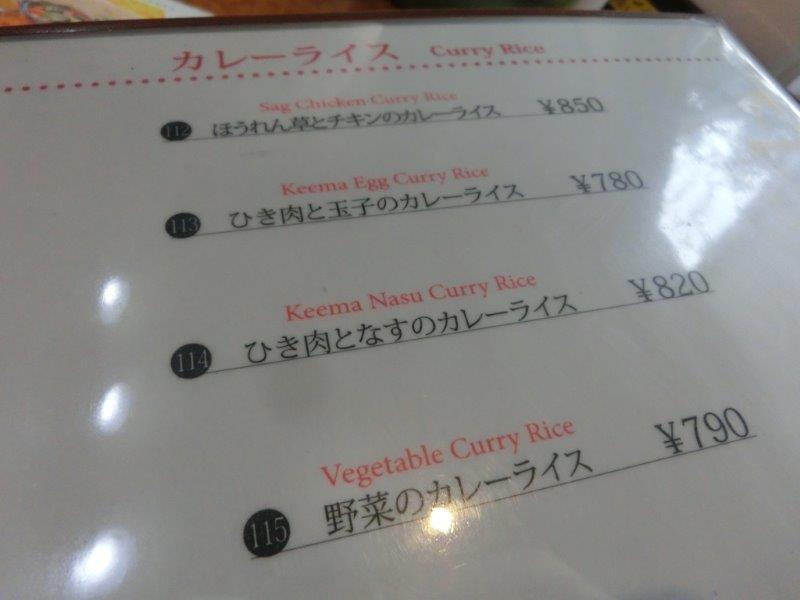 カレーライス Curry Rice
Sag Chicken Curry Rice
112 ほうれん草とチキンのカレーライス ¥850
Keema Egg Curry Rice
113 ひき肉と玉子のカレーライス ¥780
Keema Nasu Curry Rice
114 ひき肉となすのカレーライス ¥820
Vegetable Curry Rice
115 野菜のカレーライス ¥790